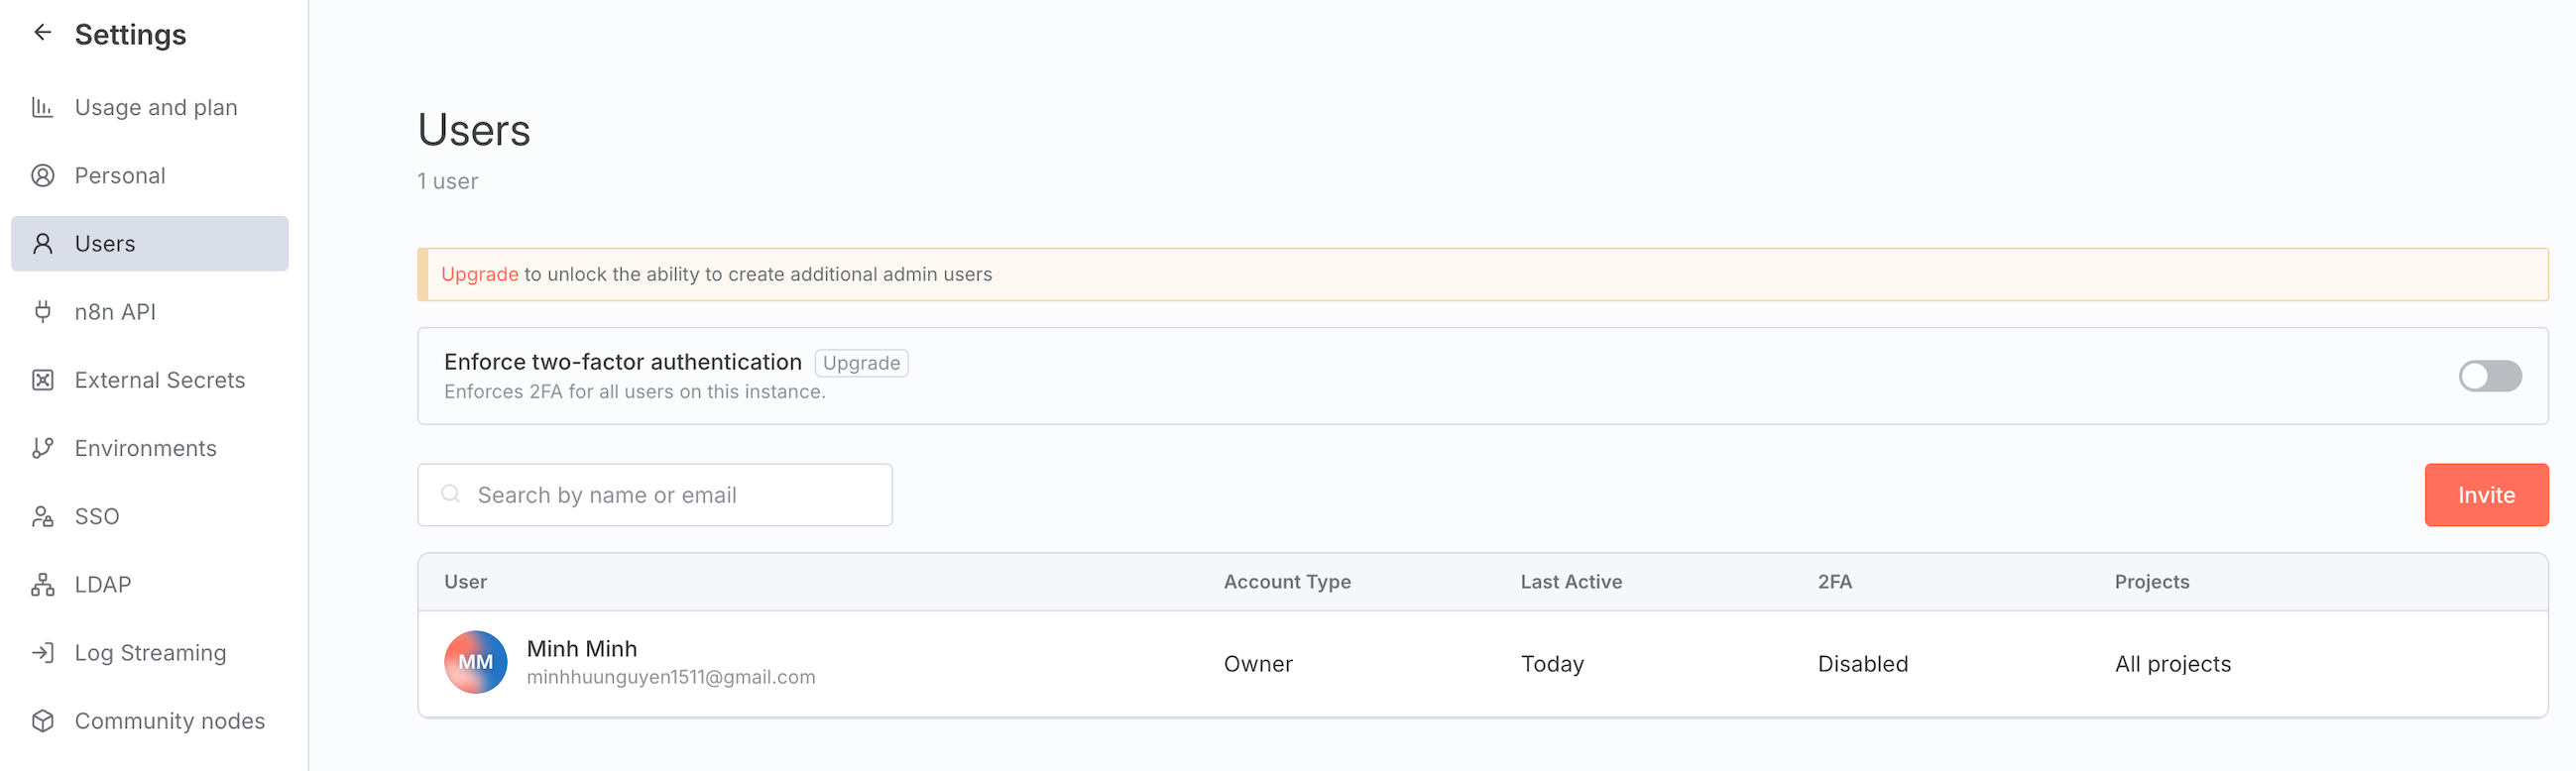 Settings
Usage and plan
Personal
Users
n8n API
External Secrets
Environments
SSO
LDAP
Log Streaming
Community nodes
Users
1 user
Upgrade to unlock the ability to create additional admin users
Enforce two-factor authentication Upgrade
Enforces 2FA for all users on this instance.
Search by name or email
Invite
User Account Type Last Active 2FA Projects
MM Minh Minh Owner Today Disabled All projects
minhhuunguyen1511@gmail.com